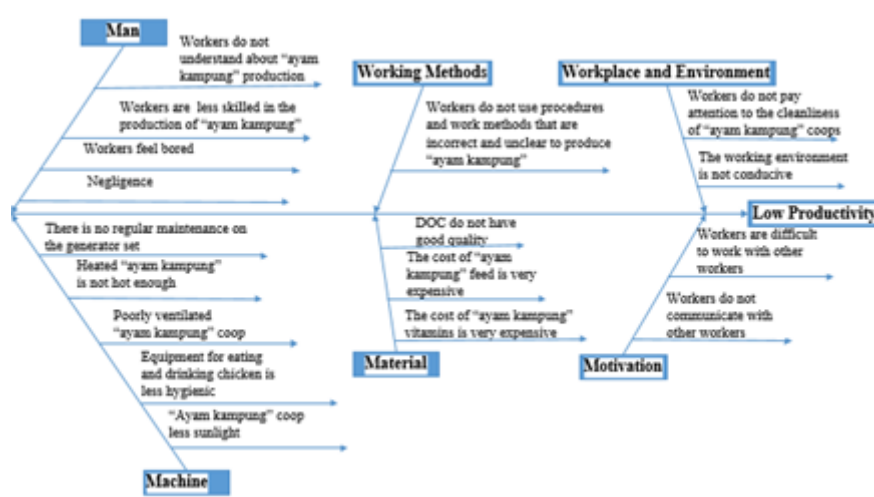 Man
Workers do not
understand about “ayam
kampung” production
Workers are less skilled in the
production of “ayam kampung”
Workers feel bored
Negligence
Working Methods
Workers do not use procedures
and work methods that are
incorrect and unclear to produce
“ayam kampung”
Workplace and Environment
Workers do not pay
attention to the cleanliness
of “ayam kampung” coops
The working environment
is not conducive
Low Productivity
There is no regular maintenance on
the generator set
Heated “ayam kampung”
is not hot enough
Poorly ventilated
“ayam kampung” coop
Equipment for eating
and drinking chicken is
less hygienic
“Ayam kampung” coop
less sunlight
Machine
DOC do not have
good quality
The cost of “ayam
kampung” feed is very
expensive
The cost of “ayam kampung”
vitamins is very expensive
Material
Workers are difficult
to work with other
workers
Workers do not
communicate with
other workers
Motivation